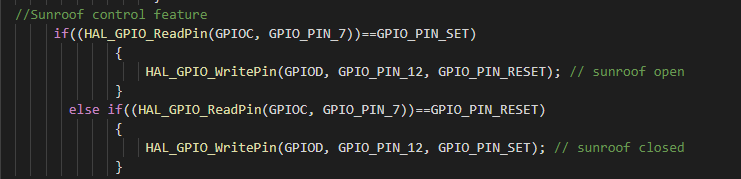 //Sunroof control feature
if((HAL_GPIO_ReadPin(GPIOC, GPIO_PIN_7))==GPIO_PIN_SET)
{
HAL_GPIO_WritePin(GPIOD, GPIO_PIN_12, GPIO_PIN_RESET); // sunroof open
}
else if((HAL_GPIO_ReadPin(GPIOC, GPIO_PIN_7))==GPIO_PIN_RESET)
{
HAL_GPIO_WritePin(GPIOD, GPIO_PIN_12, GPIO_PIN_SET); // sunroof closed
}